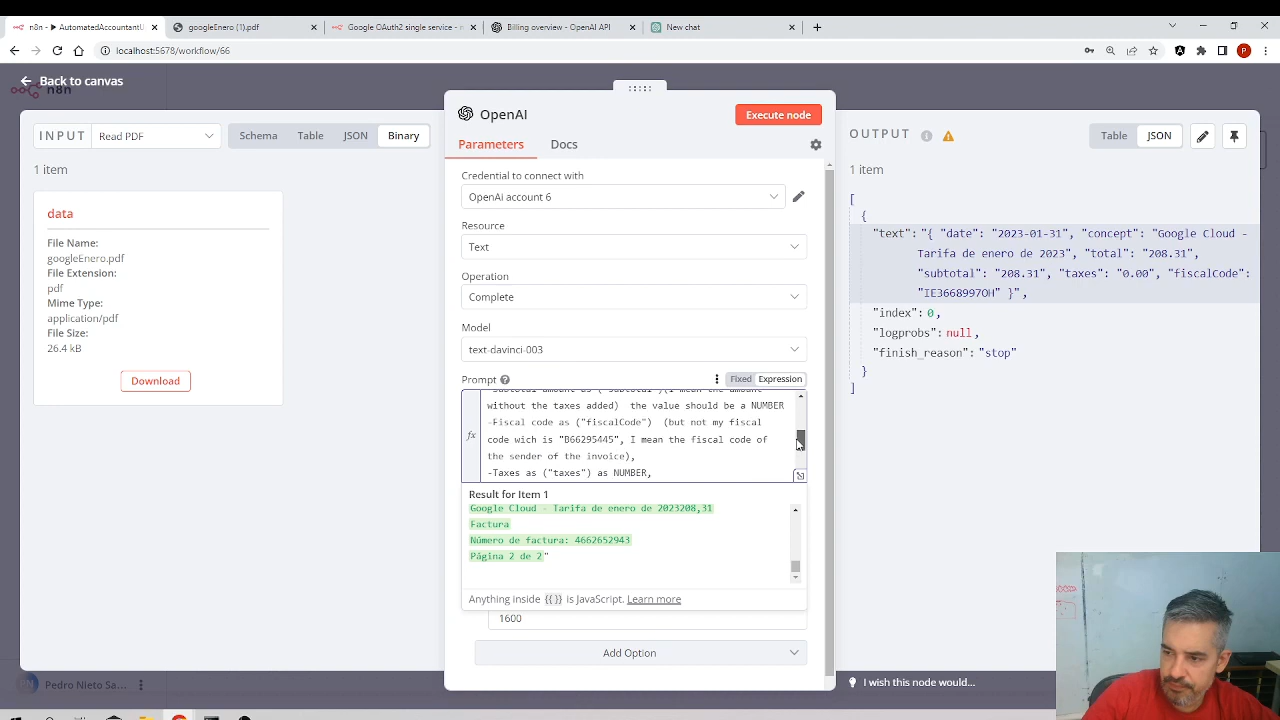 n8n - ▶ AutomatedAccountantU
googleEnero (1).pdf
Google OAuth2 single service - n
Billing overview - OpenAI API
New chat
localhost:5678/workflow/66
P
Back to canvas
n8n
INPUT
Read PDF
Schema
Table
JSON
Binary
1 item
data
File Name:
googleEnero.pdf
File Extension:
pdf
Mime Type:
application/pdf
File Size:
26.4 kB
Download
OpenAI
Execute node
Parameters
Docs
Credential to connect with
OpenAi account 6
Resource
Text
Operation
Complete
Model
text-davinci-003
Prompt
Fixed
Expression
fx
without the taxes added)  the value should be a NUMBER
-Fiscal code as ("fiscalCode")  (but not my fiscal
code wich is "B66295445", I mean the fiscal code of
the sender of the invoice),
-Taxes as ("taxes") as NUMBER,
Result for Item 1
Google Cloud - Tarifa de enero de 2023208,31
Factura
Número de factura: 4662652943
Página 2 de 2"
Anything inside {{}} is JavaScript. Learn more
1600
Add Option
OUTPUT
Table
JSON
1 item
[
{
"text": "{ "date": "2023-01-31", "concept": "Google Cloud -
Tarifa de enero de 2023", "total": "208.31",
"subtotal": "208.31", "taxes": "0.00", "fiscalCode":
"IE3668997OH" }",
"index": 0,
"logprobs": null,
"finish_reason": "stop"
}
]
I wish this node would...
PN
Pedro Nieto Sa...